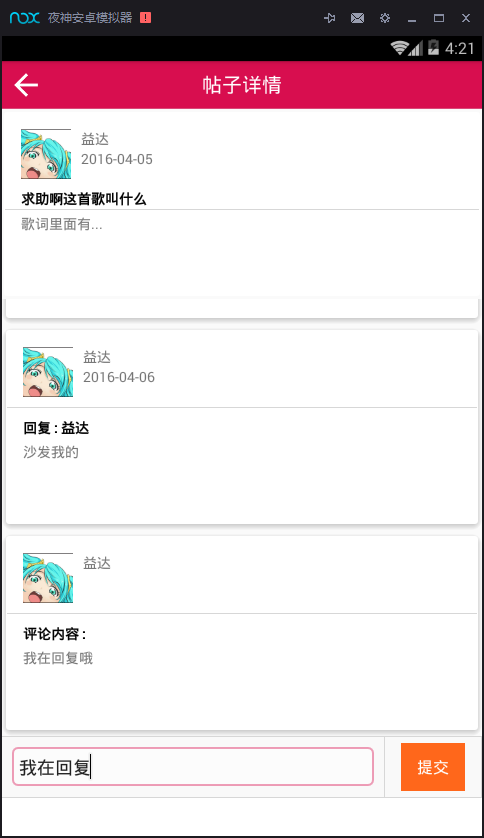 nox 夜神安卓模拟器
4:21
帖子详情
益达
2016-04-05
求助啊这首歌叫什么
歌词里面有...
益达
2016-04-06
回复 : 益达
沙发我的
益达
评论内容 :
我在回复哦
我在回复
提交